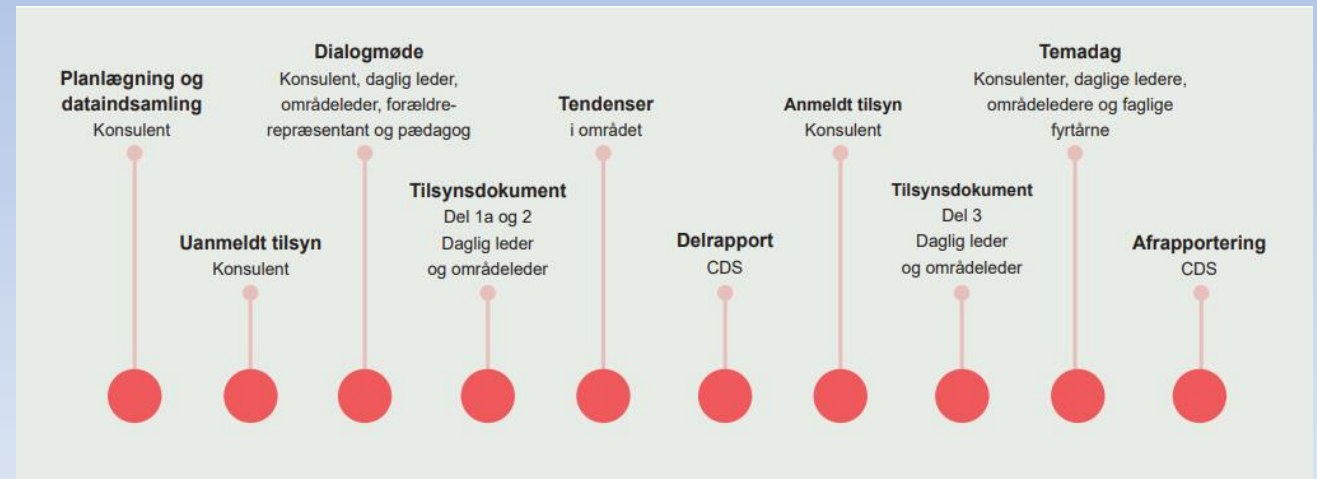 Planlægning og
dataindsamling
Konsulent
Uanmeldt tilsyn
Konsulent
Dialogmøde
Konsulent, daglig leder,
områdeleder, forældre-
repræsentant og pædagog
Tilsynsdokument
Del 1a og 2
Daglig leder
og områdeleder
Tendenser
i området
Delrapport
CDS
Anmeldt tilsyn
Konsulent
Tilsynsdokument
Del 3
Daglig leder
og områdeleder
Temadag
Konsulenter, daglige ledere,
områdeledere og faglige
fyrtårne
Afrapportering
CDS